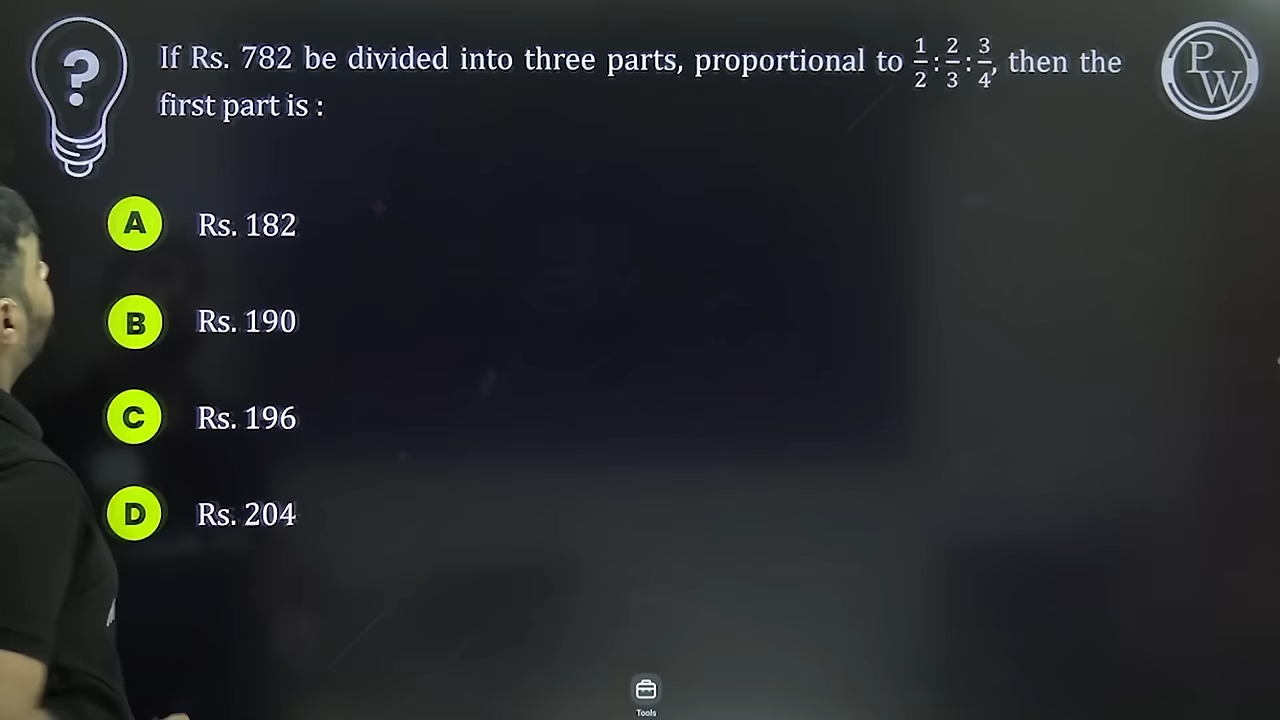 If Rs. 782 be divided into three parts, proportional to 1/2 : 2/3 : 3/4, then the
first part is :
A Rs. 182
B Rs. 190
C Rs. 196
D Rs. 204
PW
Tools